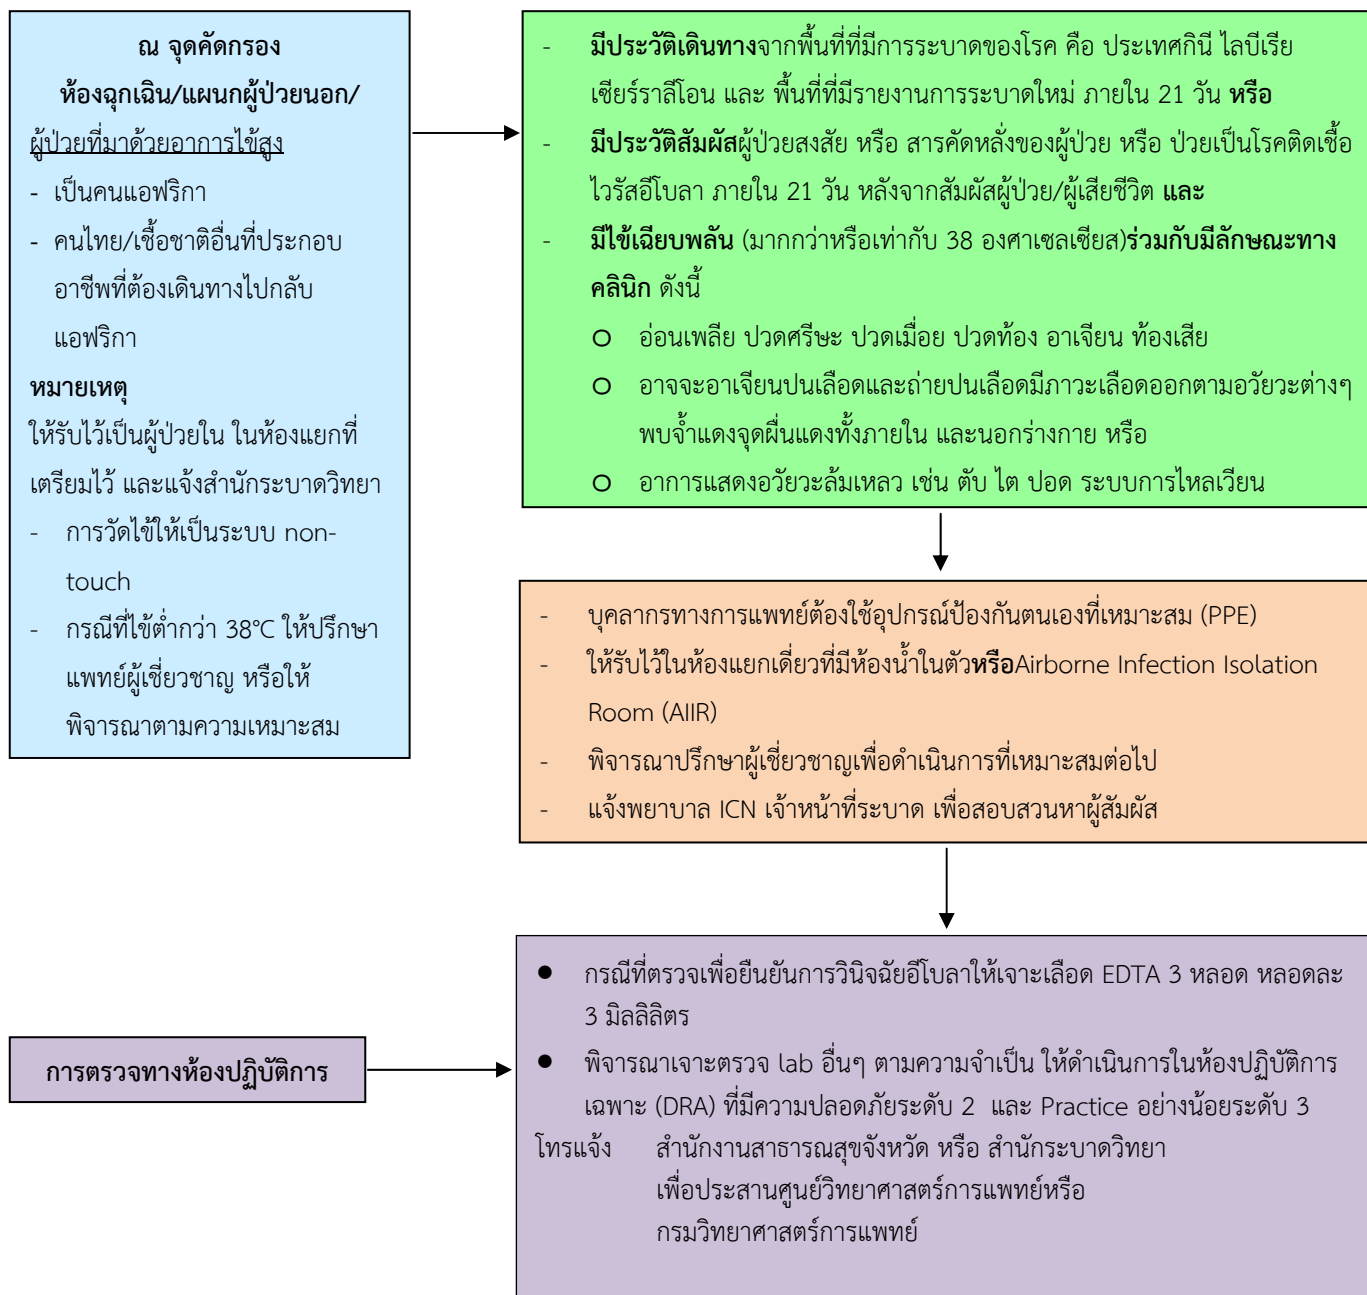 ณ จุดคัดกรอง
ห้องฉุกเฉิน/แผนกผู้ป่วยนอก/
ผู้ป่วยที่มาด้วยอาการไข้สูง
- เป็นคนแอฟริกา
- คนไทย/เชื้อชาติอื่นที่ประกอบ
อาชีพที่ต้องเดินทางไปกลับ
แอฟริกา
หมายเหตุ
ให้รับไว้เป็นผู้ป่วยใน ในห้องแยกที่
เตรียมไว้ และแจ้งสำนักระบาดวิทยา
- การวัดไข้ให้เป็นระบบ non-
touch
- กรณีที่ไข้ต่ำกว่า 38°C ให้ปรึกษา
แพทย์ผู้เชี่ยวชาญ หรือให้
พิจารณาตามความเหมาะสม
- มีประวัติเดินทางจากพื้นที่ที่มีการระบาดของโรค คือ ประเทศกินี ไลบีเรีย
เซียร์ราลีโอน และ พื้นที่ที่มีรายงานการระบาดใหม่ ภายใน 21 วัน หรือ
- มีประวัติสัมผัสผู้ป่วยสงสัย หรือ สารคัดหลั่งของผู้ป่วย หรือ ป่วยเป็นโรคติดเชื้อ
ไวรัสอีโบลา ภายใน 21 วัน หลังจากสัมผัสผู้ป่วย/ผู้เสียชีวิต และ
- มีไข้เฉียบพลัน (มากกว่าหรือเท่ากับ 38 องศาเซลเซียส)ร่วมกับมีลักษณะทาง
คลินิก ดังนี้
o อ่อนเพลีย ปวดศรีษะ ปวดเมื่อย ปวดท้อง อาเจียน ท้องเสีย
o อาจจะอาเจียนปนเลือดและถ่ายปนเลือดมีภาวะเลือดออกตามอวัยวะต่างๆ
พบจ้ำแดงจุดผื่นแดงทั้งภายใน และนอกร่างกาย หรือ
o อาการแสดงอวัยวะล้มเหลว เช่น ตับ ไต ปอด ระบบการไหลเวียน
- บุคลากรทางการแพทย์ต้องใช้อุปกรณ์ป้องกันตนเองที่เหมาะสม (PPE)
- ให้รับไว้ในห้องแยกเดี่ยวที่มีห้องน้ำในตัวหรือAirborne Infection Isolation
Room (AIIR)
- พิจารณาปรึกษาผู้เชี่ยวชาญเพื่อดำเนินการที่เหมาะสมต่อไป
- แจ้งพยาบาล ICN เจ้าหน้าที่ระบาด เพื่อสอบสวนหาผู้สัมผัส
การตรวจทางห้องปฏิบัติการ
● กรณีที่ตรวจเพื่อยืนยันการวินิจฉัยอีโบลาให้เจาะเลือด EDTA 3 หลอด หลอดละ
3 มิลลิลิตร
● พิจารณาเจาะตรวจ lab อื่นๆ ตามความจำเป็น ให้ดำเนินการในห้องปฏิบัติการ
เฉพาะ (DRA) ที่มีความปลอดภัยระดับ 2 และ Practice อย่างน้อยระดับ 3
โทรแจ้ง สำนักงานสาธารณสุขจังหวัด หรือ สำนักระบาดวิทยา
เพื่อประสานศูนย์วิทยาศาสตร์การแพทย์หรือ
กรมวิทยาศาสตร์การแพทย์